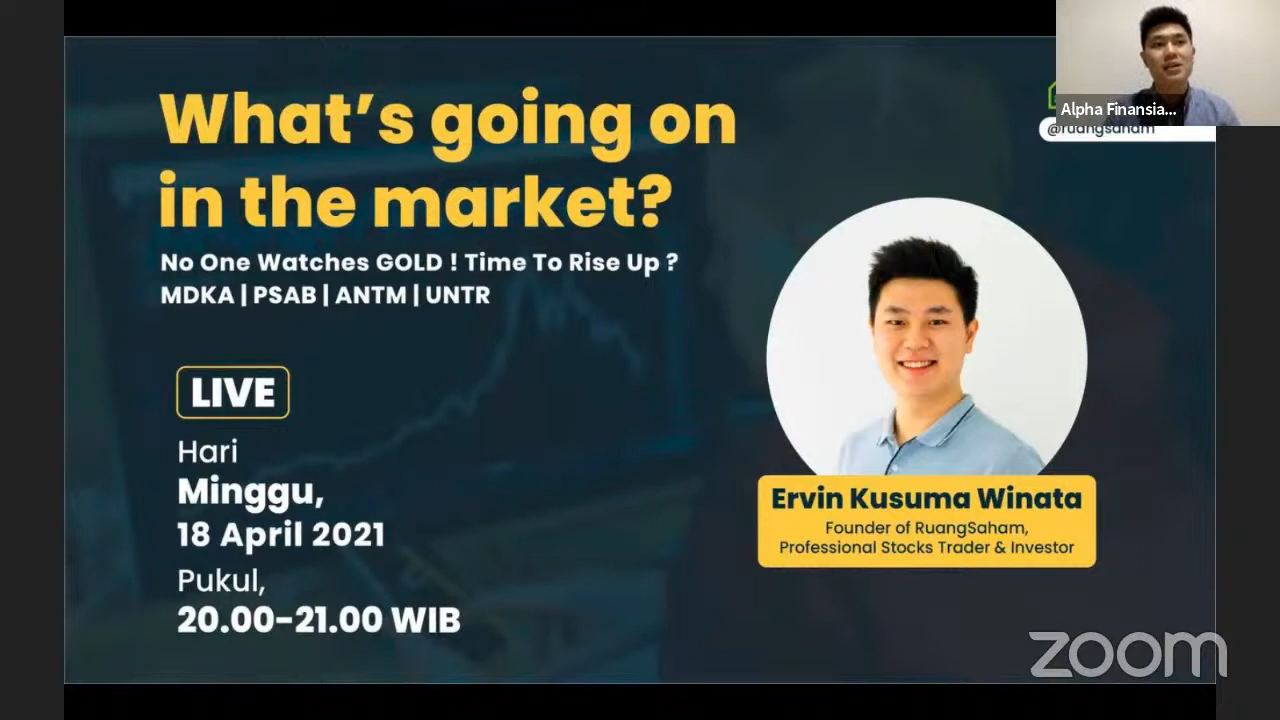 What's going on
in the market?
No One Watches GOLD ! Time To Rise Up ?
MDKA | PSAB | ANTM | UNTR
LIVE
Hari
Minggu,
18 April 2021
Pukul,
20.00-21.00 WIB
Alpha Finansia...
@ruangsaham
Ervin Kusuma Winata
Founder of RuangSaham,
Professional Stocks Trader & Investor
zoom